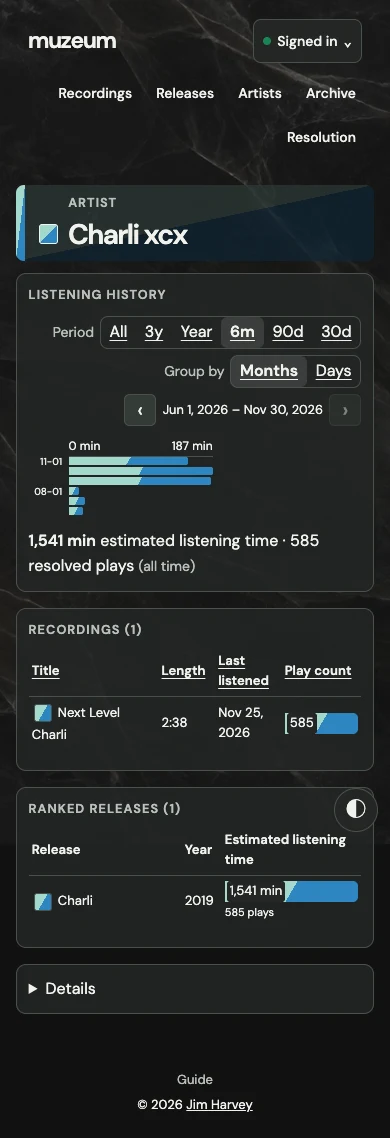 muzeum
Signed in
Recordings Releases Artists Archive
Resolution
ARTIST
Charli xcx
LISTENING HISTORY
Period All 3y Year 6m 90d 30d
Group by Months Days
‹ Jun 1, 2026 – Nov 30, 2026 ›
0 min 187 min
11-01
08-01
1,541 min estimated listening time · 585
resolved plays (all time)
RECORDINGS (1)
Title Length Last listened Play count
Next Level Charli 2:38 Nov 25, 2026 585
RANKED RELEASES (1)
Release Year Estimated listening time
Charli 2019 1,541 min
585 plays
▶ Details
Guide
© 2026 Jim Harvey